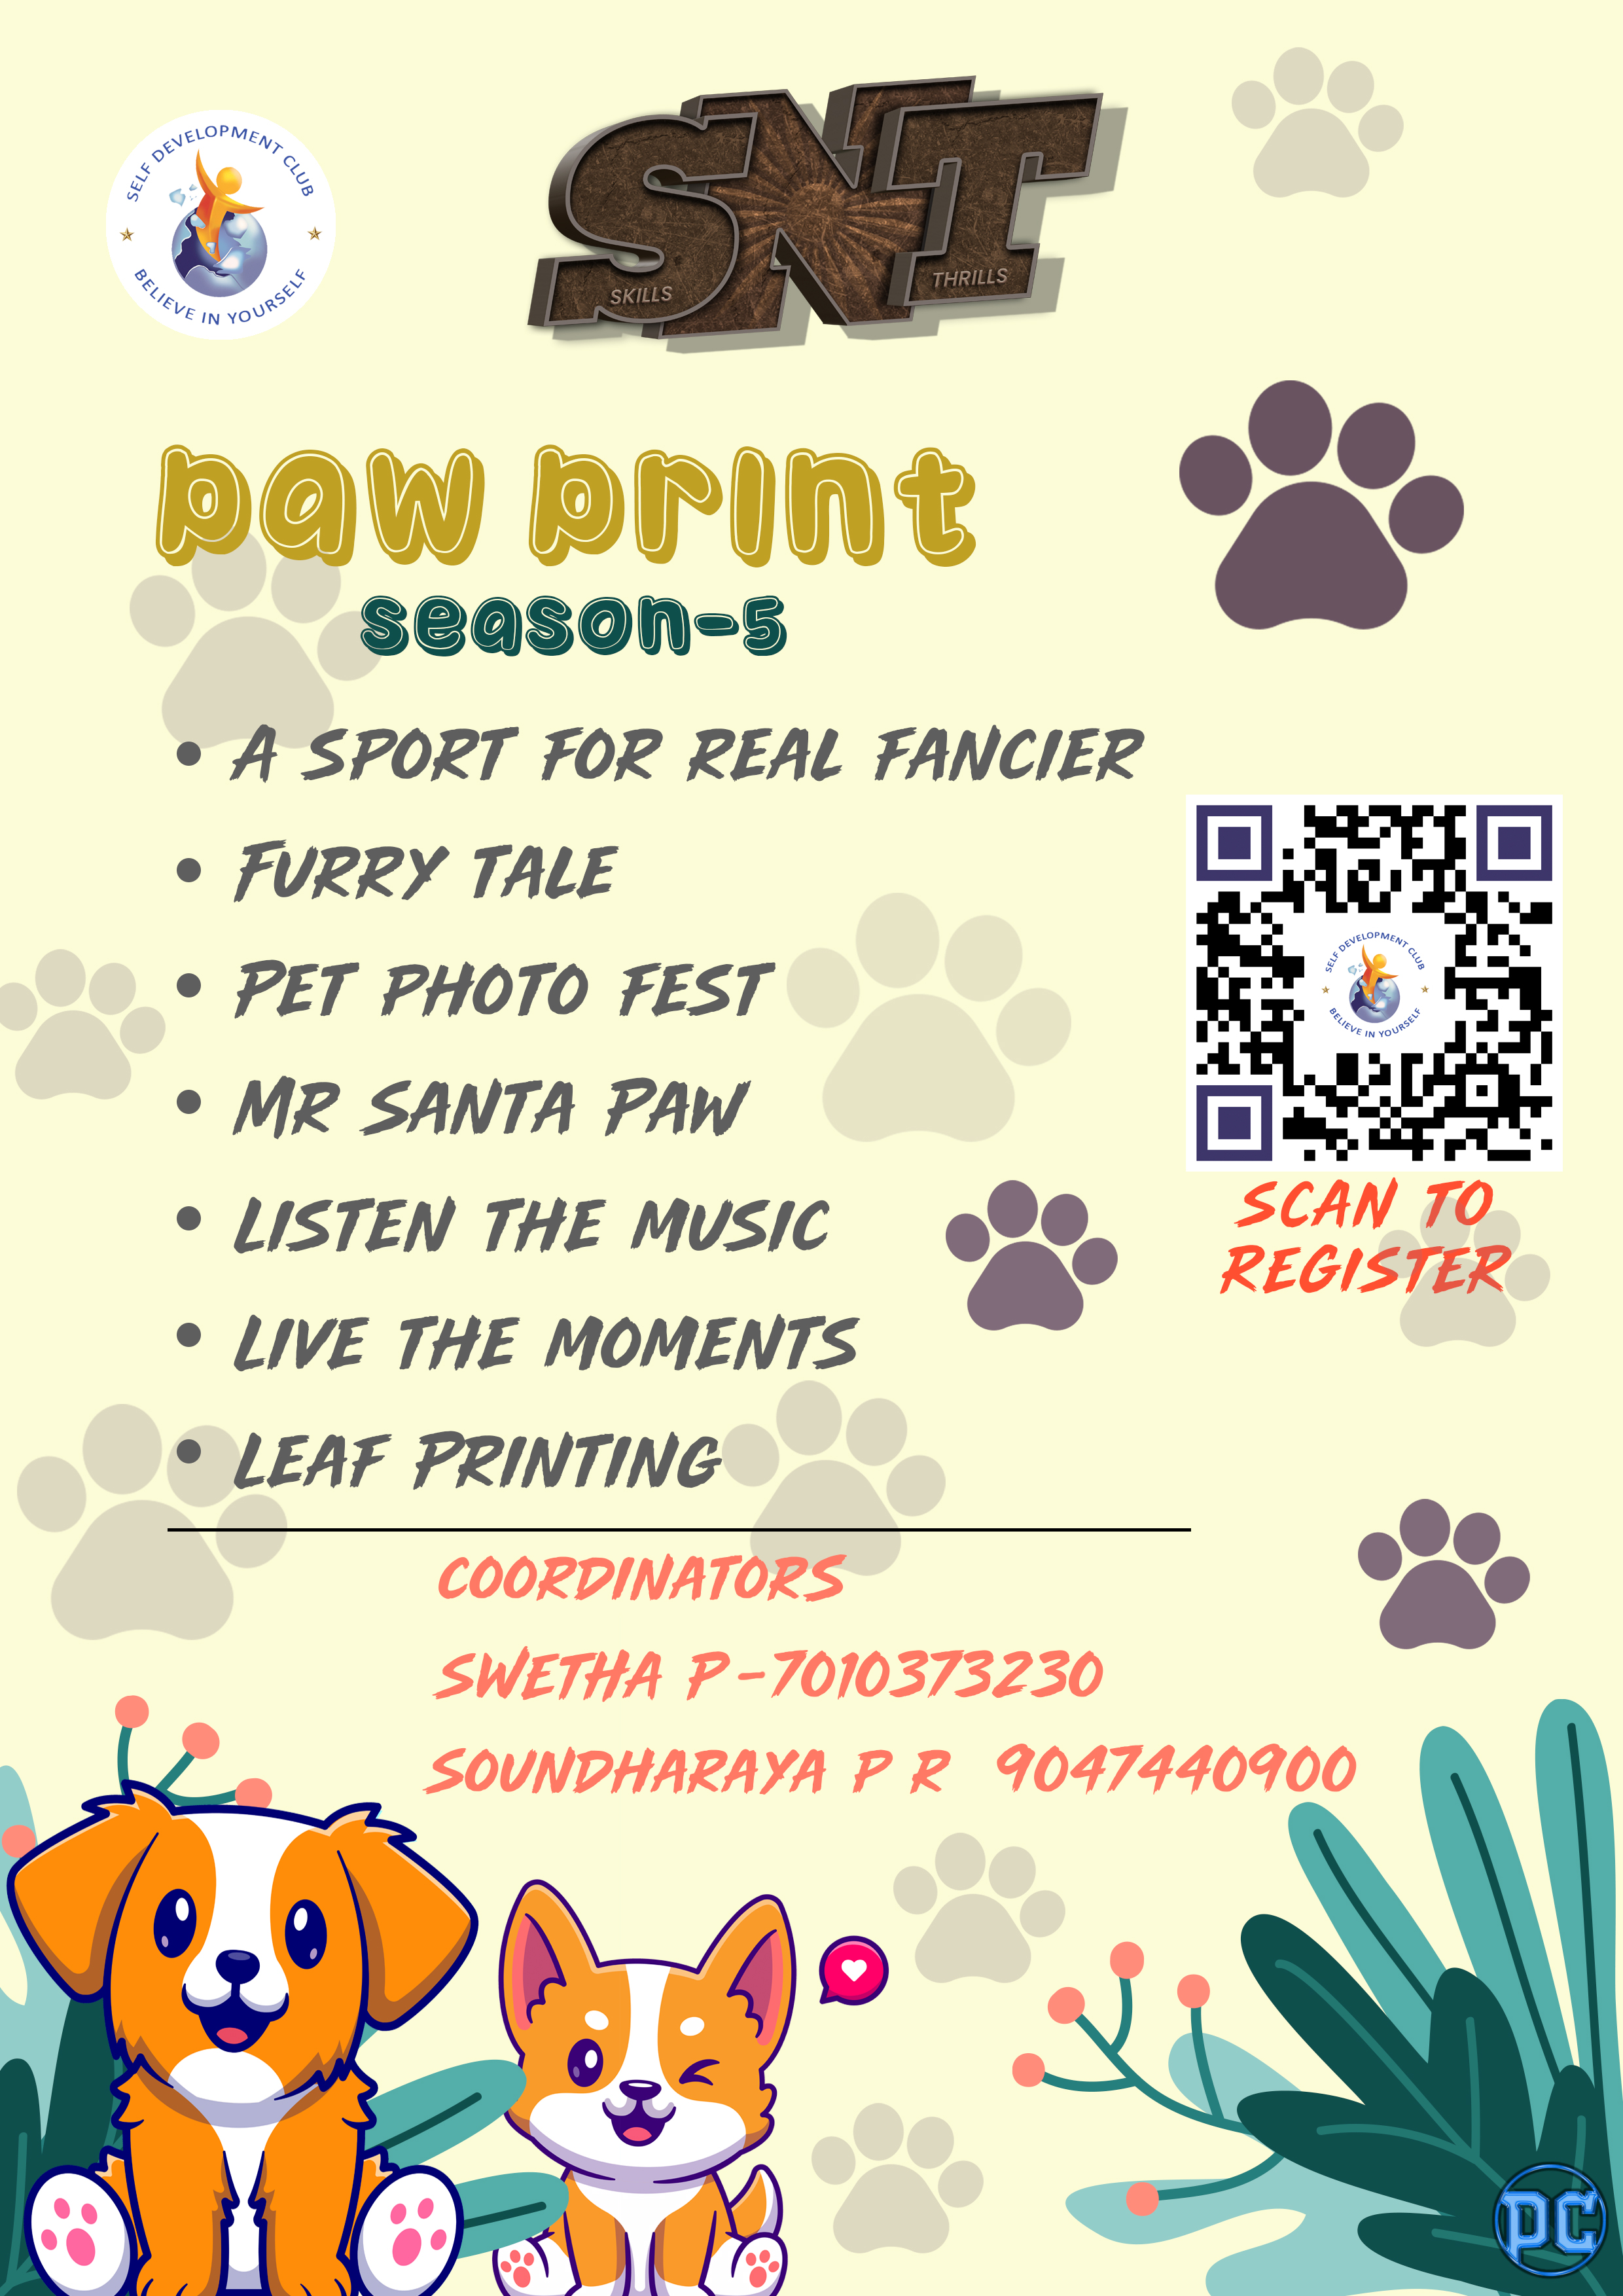 SELF DEVELOPMENT CLUB
BELIEVE IN YOURSELF
SNT
SKILLS
THRILLS
paw print
season-5
• A SPORT FOR REAL FANCIER
• FURRY TALE
• PET PHOTO FEST
• MR SANTA PAW
• LISTEN THE MUSIC
• LIVE THE MOMENTS
• LEAF PRINTING
SELF DEVELOPMENT CLUB
BELIEVE IN YOURSELF
SCAN TO
REGISTER
COORDINATORS
SWETHA P-7010373230
SOUNDHARAYA P R 9047440900
PC